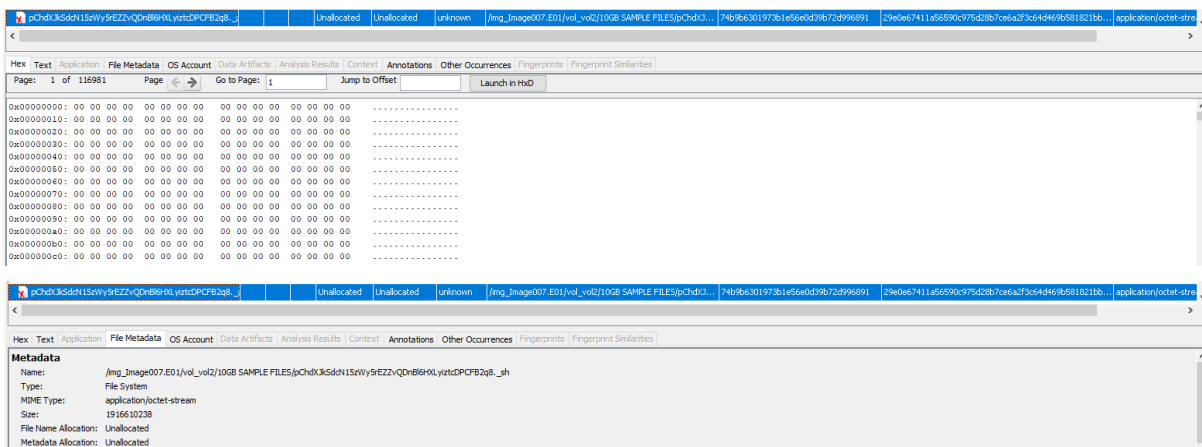 pChdXJkSdcN15zWy5rEZZvQDnBl6HXLyiztcDPCFB2q8._s Unallocated Unallocated unknown /img_Image007.E01/vol_vol2/10GB SAMPLE FILES/pChdXJ... 74b9b6301973b1e56e0d39b72d996891 29e0e67411a56590c975d28b7ce6a2f3c64d469b581821bb... application/octet-strea
Hex Text Application File Metadata OS Account Data Artifacts Analysis Results Context Annotations Other Occurrences Fingerprints Fingerprint Similarities
Page: 1 of 116981 Page Go to Page: 1 Jump to Offset Launch in HxD
0x00000000: 00 00 00 00 00 00 00 00 00 00 00 00 00 00 00 00 ................
0x00000010: 00 00 00 00 00 00 00 00 00 00 00 00 00 00 00 00 ................
0x00000020: 00 00 00 00 00 00 00 00 00 00 00 00 00 00 00 00 ................
0x00000030: 00 00 00 00 00 00 00 00 00 00 00 00 00 00 00 00 ................
0x00000040: 00 00 00 00 00 00 00 00 00 00 00 00 00 00 00 00 ................
0x00000050: 00 00 00 00 00 00 00 00 00 00 00 00 00 00 00 00 ................
0x00000060: 00 00 00 00 00 00 00 00 00 00 00 00 00 00 00 00 ................
0x00000070: 00 00 00 00 00 00 00 00 00 00 00 00 00 00 00 00 ................
0x00000080: 00 00 00 00 00 00 00 00 00 00 00 00 00 00 00 00 ................
0x00000090: 00 00 00 00 00 00 00 00 00 00 00 00 00 00 00 00 ................
0x000000a0: 00 00 00 00 00 00 00 00 00 00 00 00 00 00 00 00 ................
0x000000b0: 00 00 00 00 00 00 00 00 00 00 00 00 00 00 00 00 ................
0x000000c0: 00 00 00 00 00 00 00 00 00 00 00 00 00 00 00 00 ................
pChdXJkSdcN15zWy5rEZZvQDnBl6HXLyiztcDPCFB2q8._s Unallocated Unallocated unknown /img_Image007.E01/vol_vol2/10GB SAMPLE FILES/pChdXJ... 74b9b6301973b1e56e0d39b72d996891 29e0e67411a56590c975d28b7ce6a2f3c64d469b581821bb... application/octet-strea
Hex Text Application File Metadata OS Account Data Artifacts Analysis Results Context Annotations Other Occurrences Fingerprints Fingerprint Similarities
Metadata
Name: /img_Image007.E01/vol_vol2/10GB SAMPLE FILES/pChdXJkSdcN15zWy5rEZZvQDnBl6HXLyiztcDPCFB2q8._sh
Type: File System
MIME Type: application/octet-stream
Size: 1916610238
File Name Allocation: Unallocated
Metadata Allocation: Unallocated